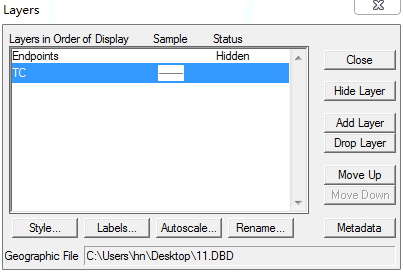 Layers
Layers in Order of Display Sample Status
Endpoints Hidden
TC
Close
Hide Layer
Add Layer
Drop Layer
Move Up
Move Down
Style... Labels... Autoscale... Rename... Metadata
Geographic File C:\Users\hn\Desktop\11.DBD